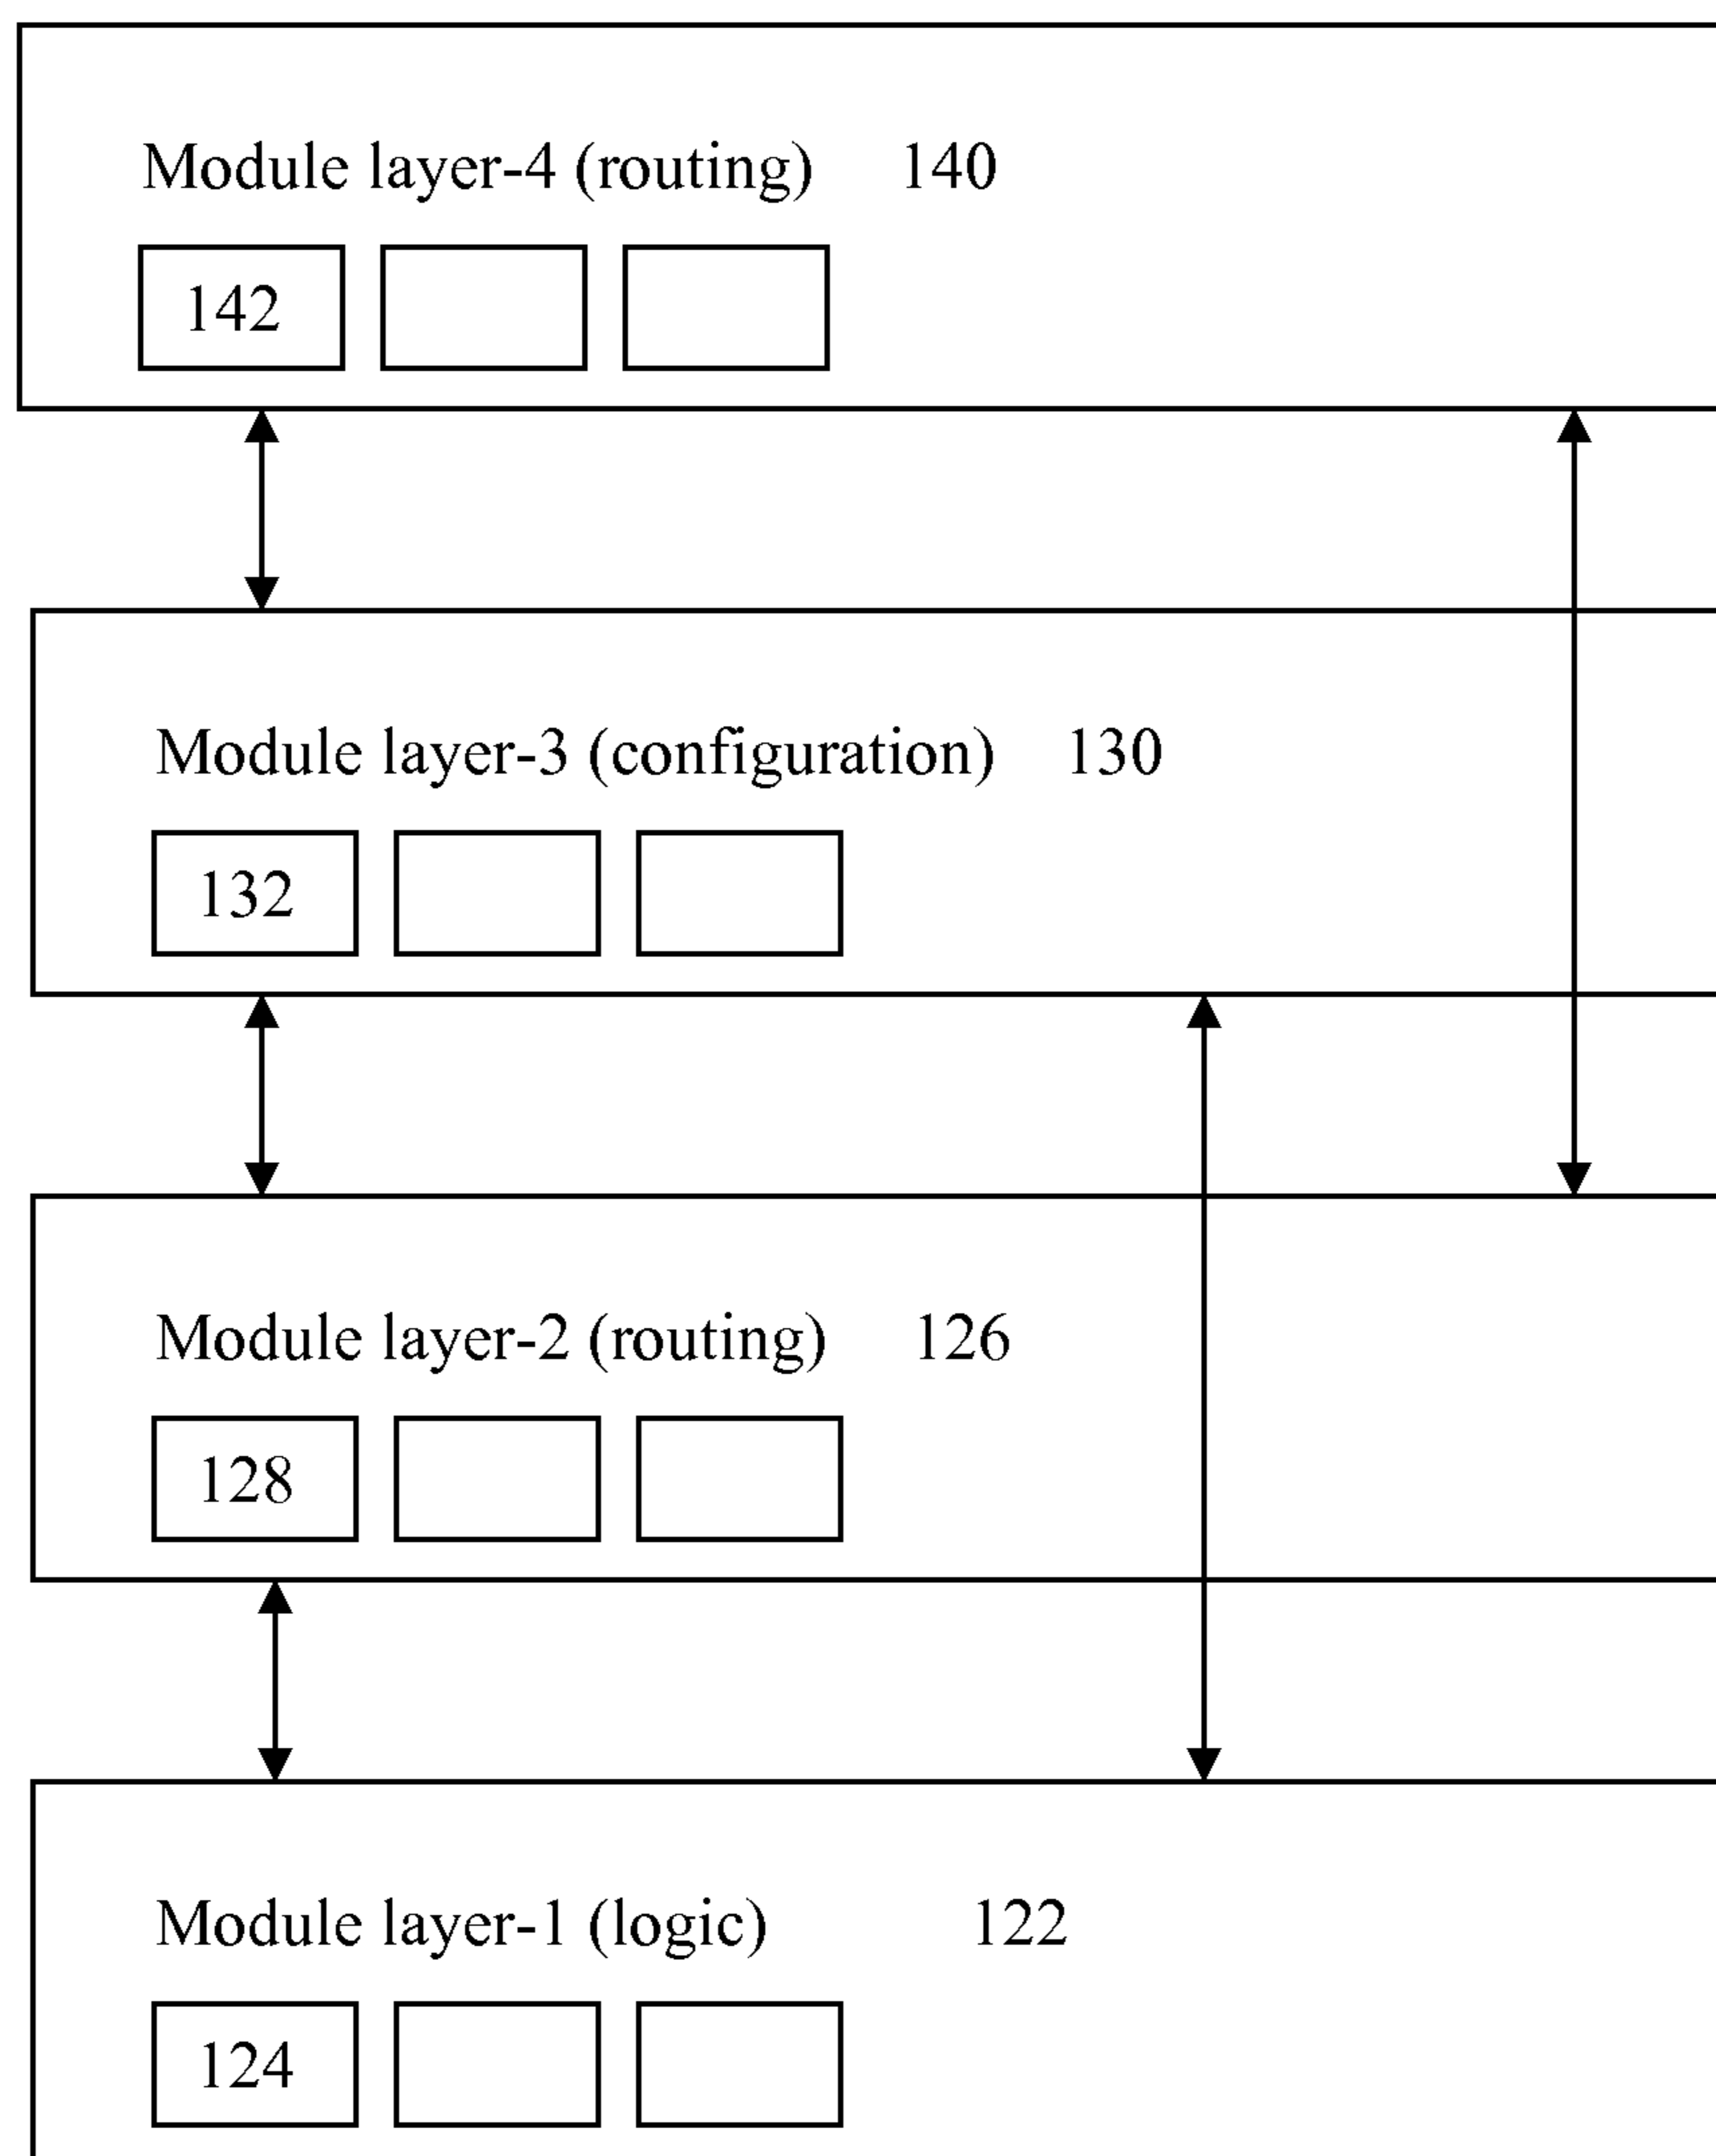 Module layer-4 (routing) 140
142
Module layer-3 (configuration) 130
132
Module layer-2 (routing) 126
128
Module layer-1 (logic) 122
124